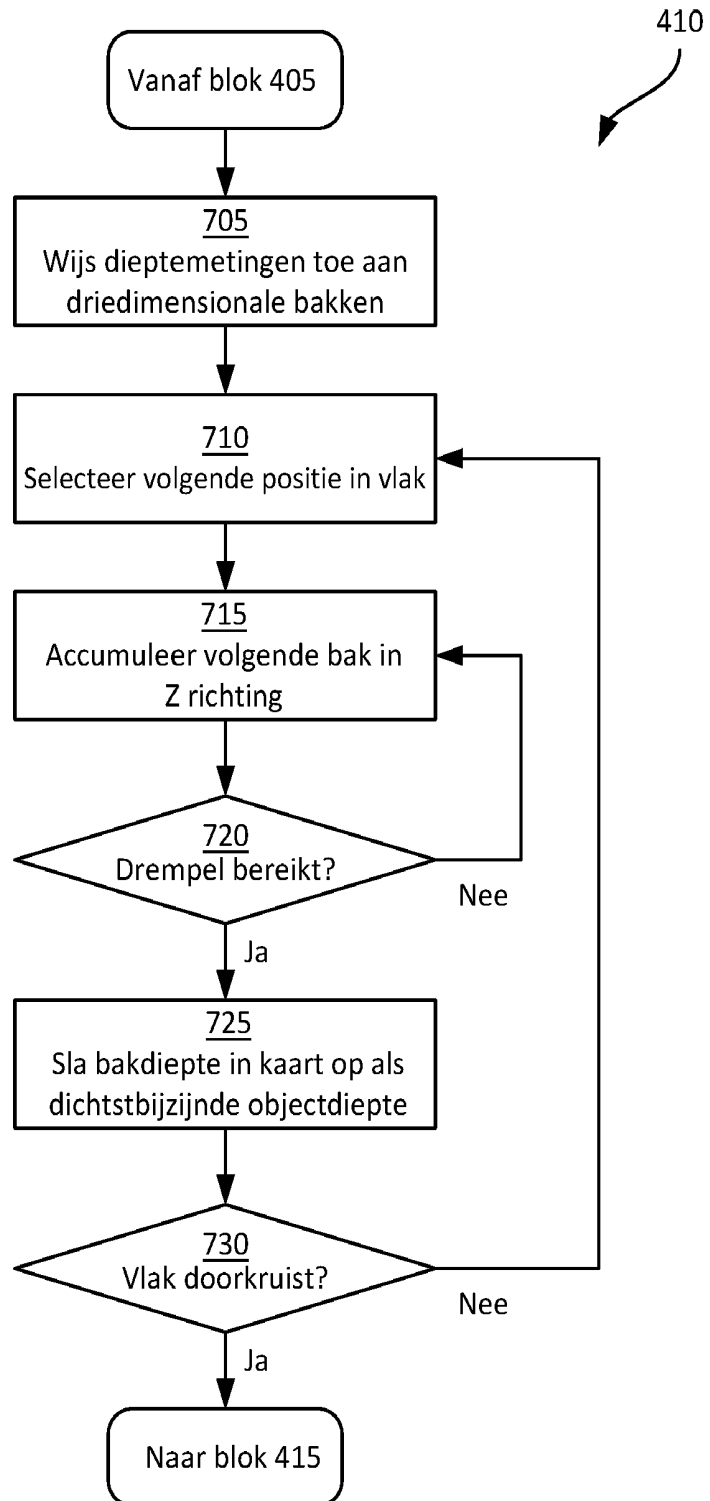 410
Vanaf blok 405
705
Wijs dieptemetingen toe aan
driedimensionale bakken
710
Selecteer volgende positie in vlak
715
Accumuleer volgende bak in
Z richting
720
Drempel bereikt?
Nee
Ja
725
Sla bakdiepte in kaart op als
dichtstbijzijnde objectdiepte
730
Vlak doorkruist?
Nee
Ja
Naar blok 415